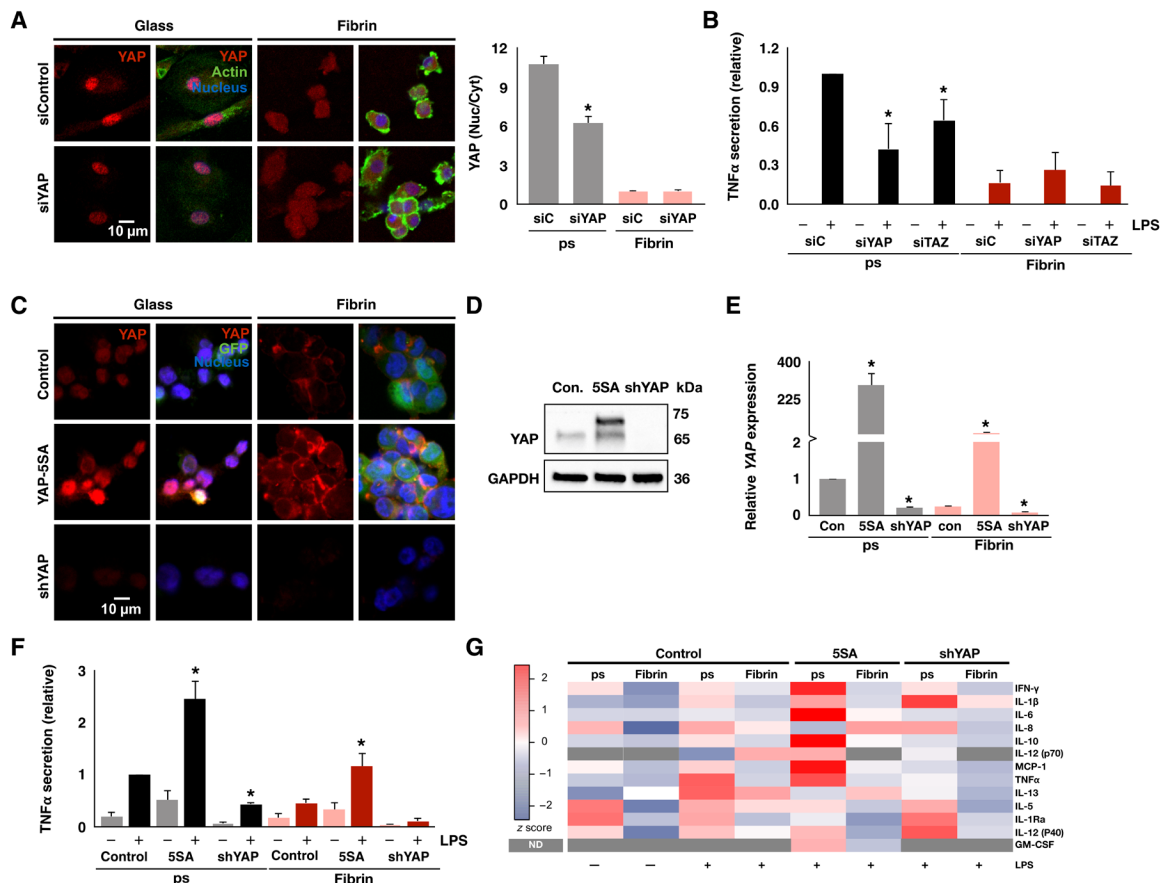 A
Glass Fibrin
siControl
YAP
YAP
Actin
Nucleus
siYAP
10 μm
YAP (Nuc/Cyt)
12
9
6
3
0
*
siC siYAP siC siYAP
ps Fibrin
B
TNFα secretion (relative)
1.2
0.9
0.6
0.3
0.0
* *
– + – + – + – + – + – + LPS
siC siYAP siTAZ siC siYAP siTAZ
ps Fibrin
C
Glass Fibrin
Control
YAP
YAP
GFP
Nucleus
YAP-5SA
shYAP
10 μm
D
Con. 5SA shYAP kDa
YAP
75
65
GAPDH 36
E
Relative YAP expression
400
225
2
1
0
* * * *
Con 5SA shYAP con 5SA shYAP
ps Fibrin
F
TNFα secretion (relative)
3
2
1
0
* * *
– + – + – + – + – + – + LPS
Control 5SA shYAP Control 5SA shYAP
ps Fibrin
G
Control 5SA shYAP
ps Fibrin ps Fibrin ps Fibrin ps Fibrin
2
1
0
−1
−2
z score
ND
IFN-γ
IL-1β
IL-6
IL-8
IL-10
IL-12 (p70)
MCP-1
TNFα
IL-13
IL-5
IL-1Ra
IL-12 (P40)
GM-CSF
– – + + + + + + LPS